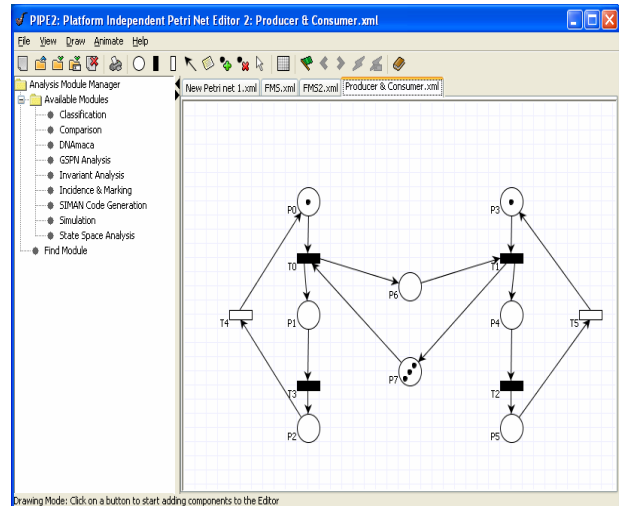 PIPE2: Platform Independent Petri Net Editor 2: Producer & Consumer.xml
File View Draw Animate Help
Analysis Module Manager
Available Modules
Classification
Comparison
DNAmaca
GSPN Analysis
Invariant Analysis
Incidence & Marking
SIMAN Code Generation
Simulation
State Space Analysis
Find Module
New Petri net 1.xml FMS.xml FMS2.xml Producer & Consumer.xml
P0 P3
T0 T1
P6
T4 P1 P4 T5
P7
T3 T2
P2 P5
Drawing Mode: Click on a button to start adding components to the Editor